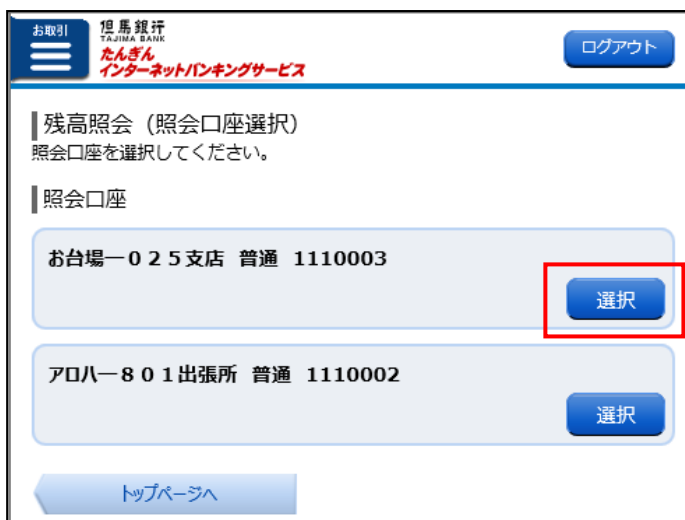 お取引
但馬銀行
TAJIMA BANK
たんぎん
インターネットバンキングサービス
ログアウト
残高照会（照会口座選択）
照会口座を選択してください。
照会口座
お台場一０２５支店 普通 1110003
選択
アロハ一８０１出張所 普通 1110002
選択
トップページへ